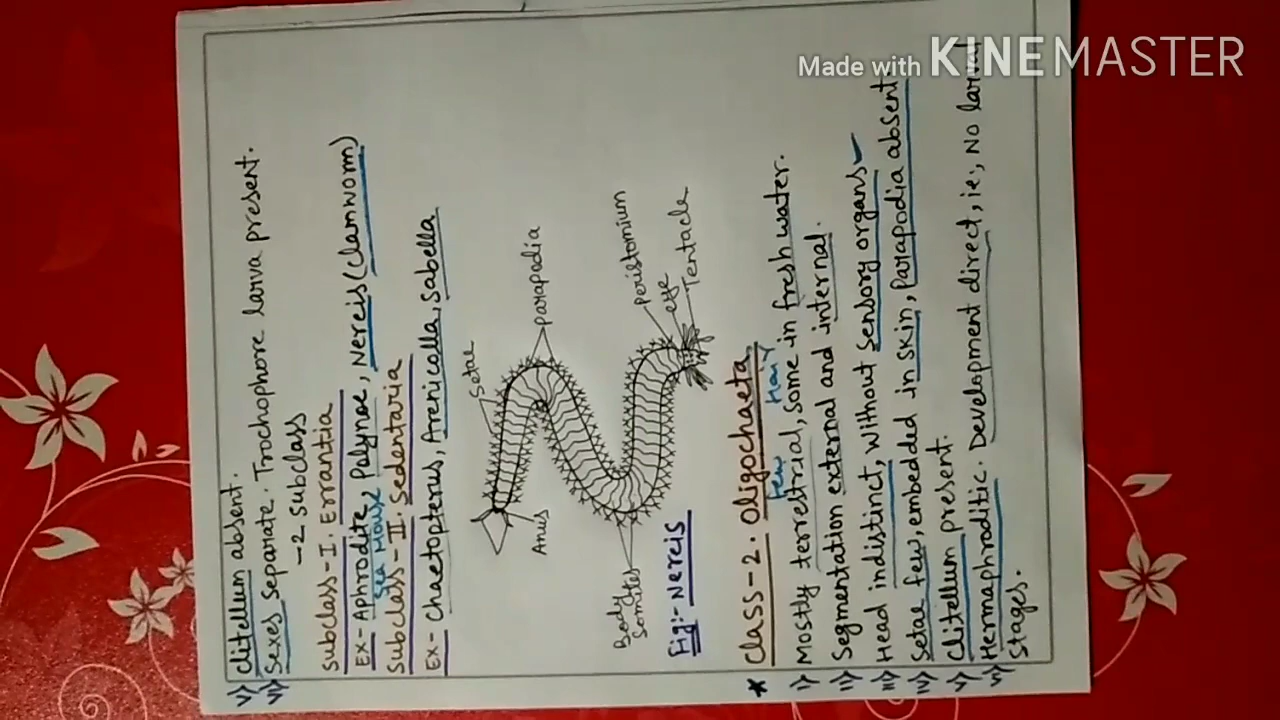 Made with KINEMASTER
v) Clitellum absent.
vi) Sexes separate. Trochophore larva present.
-2 subclass
Subclass-I. Errantia
Ex- Aphrodite, Polynoe, Nereis (Clamworm)
Sea Mouse
Subclass-II. Sedentaria
Ex- Chaetopterus, Arenicolla, Sabella
Setae
Parapodia
Anus
peristomium
eye
Tentacle
Body
Somites
Fig:- Nereis
* Class-2. Oligochaeta
Few Hair
i) Mostly terrestrial, some in fresh water.
ii) Segmentation external and internal.
iii) Head indistinct, without sensory organs
iv) Setae few, embedded in skin, Parapodia absent.
v) Clitellum present.
vi) Hermaphroditic. Development direct, ie:, No larval
Stages.